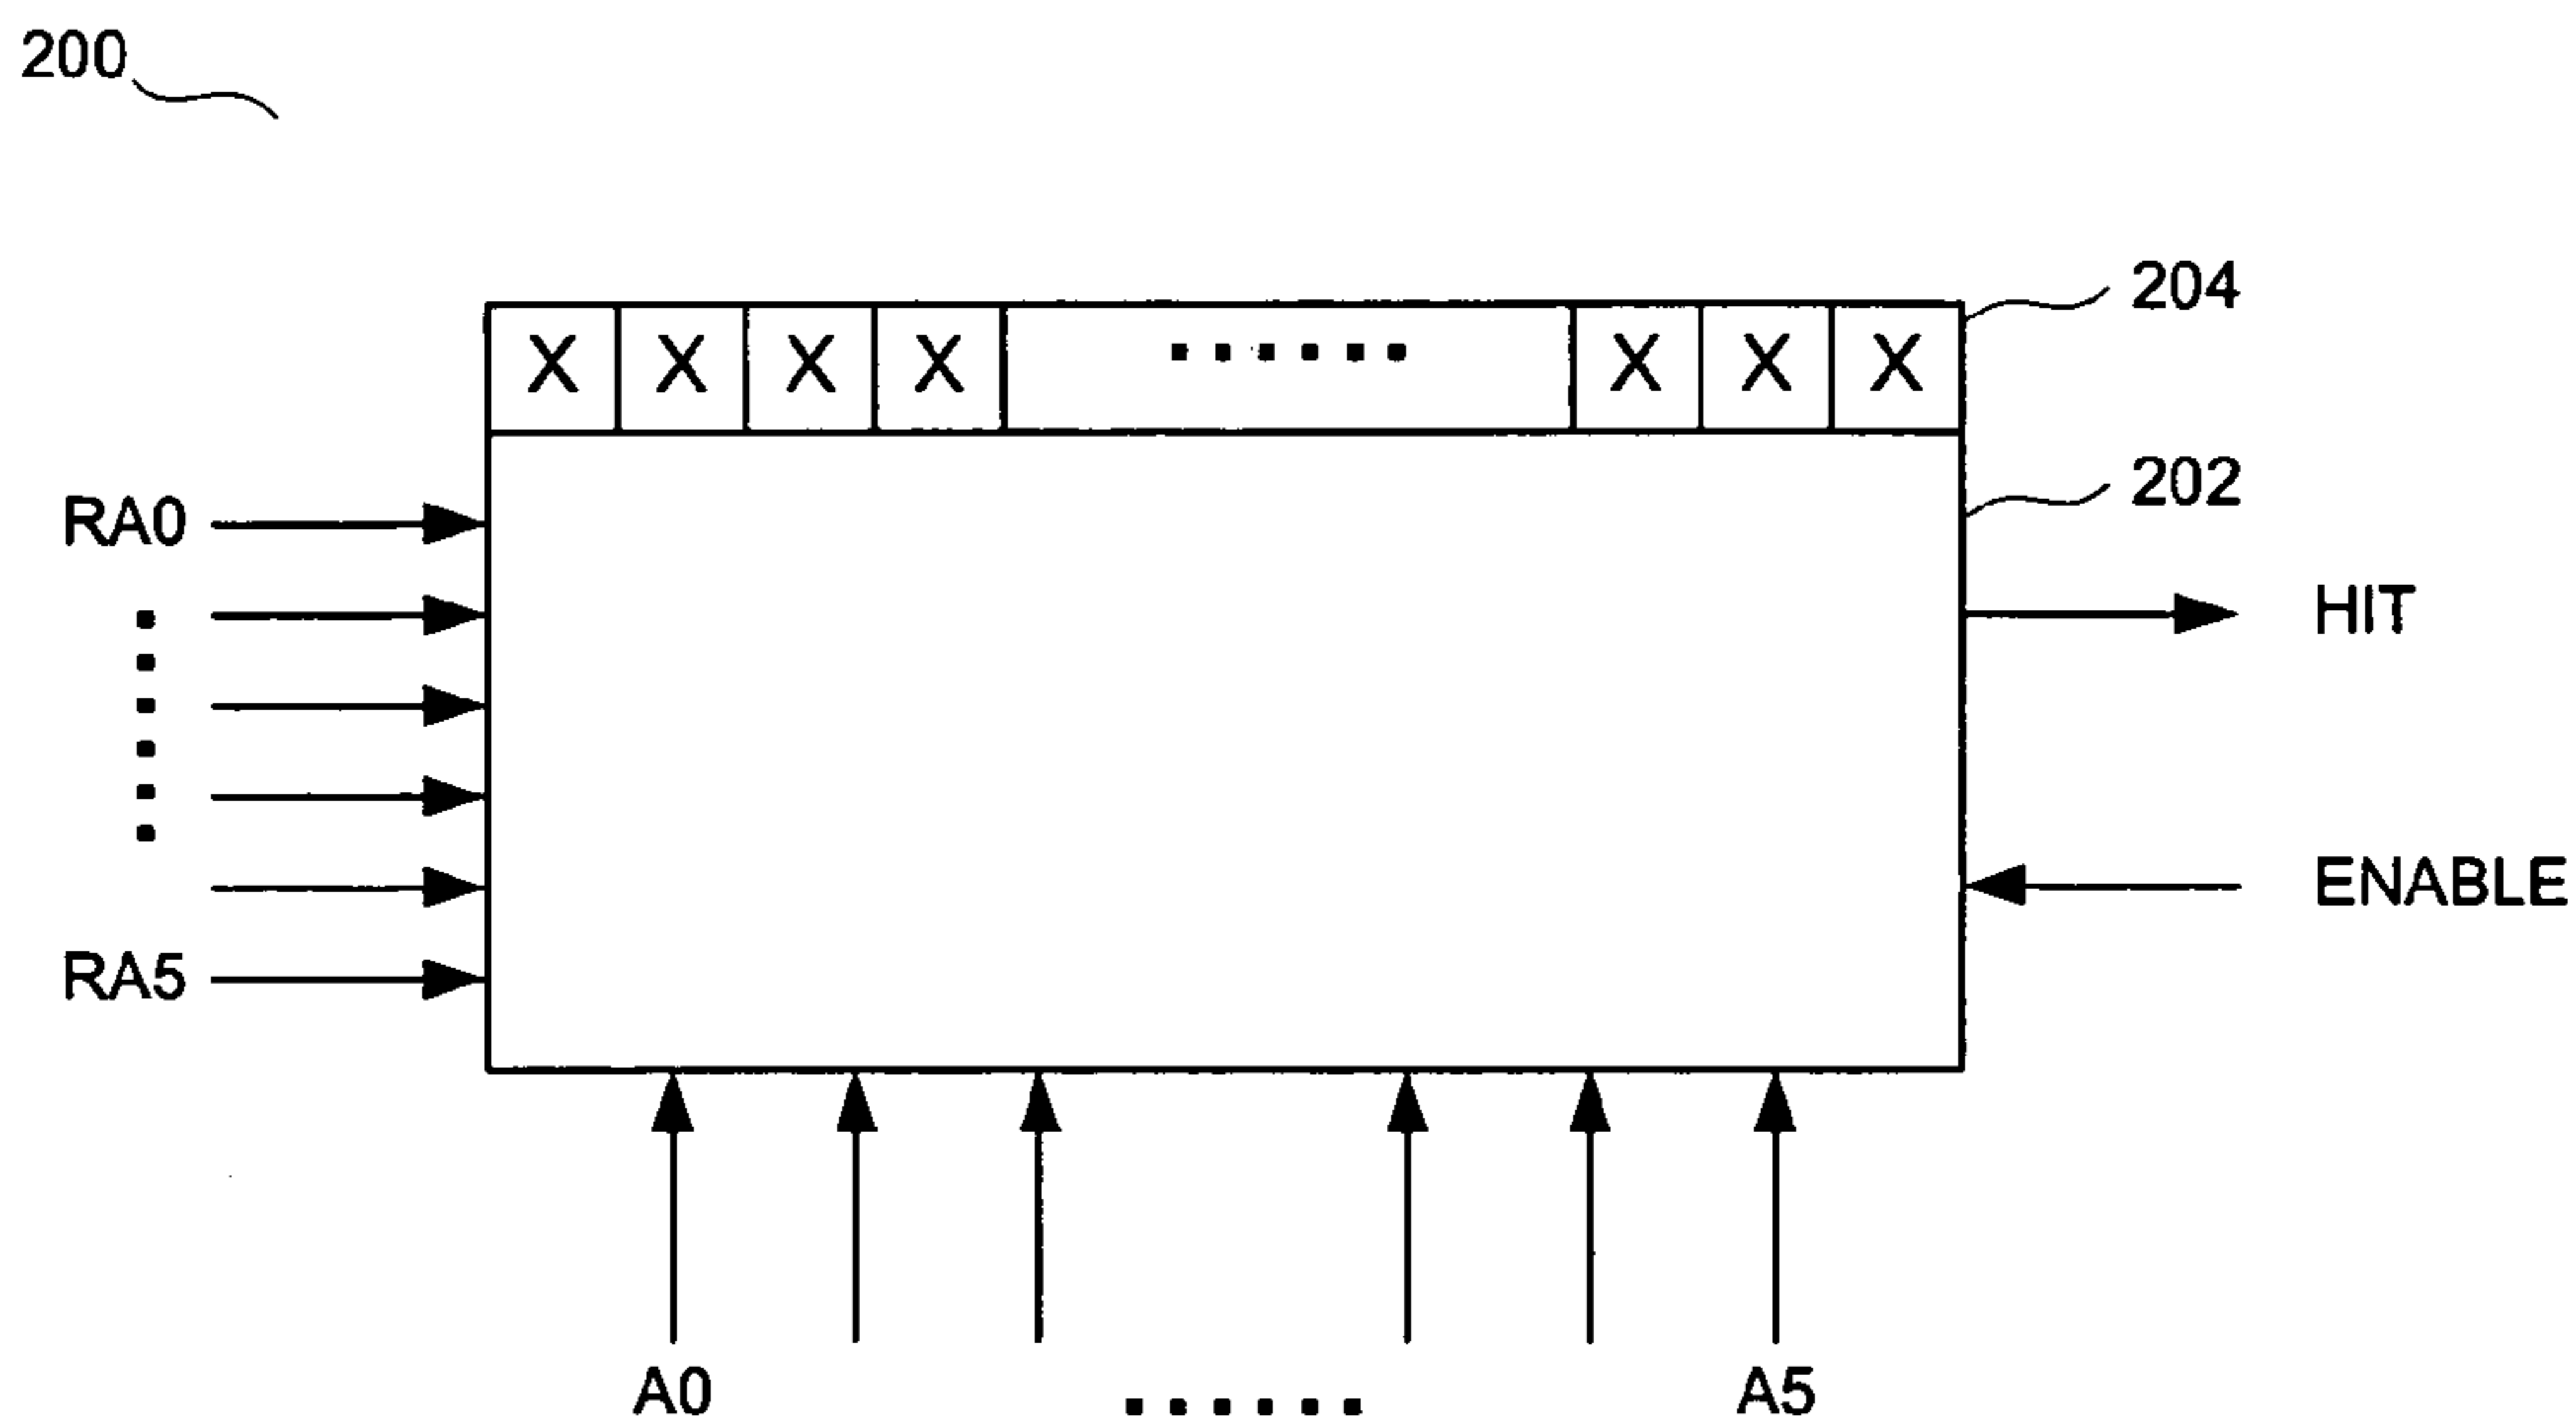 200
204
X X X X ...... X X X
202
RA0
HIT
ENABLE
RA5
A0 ...... A5